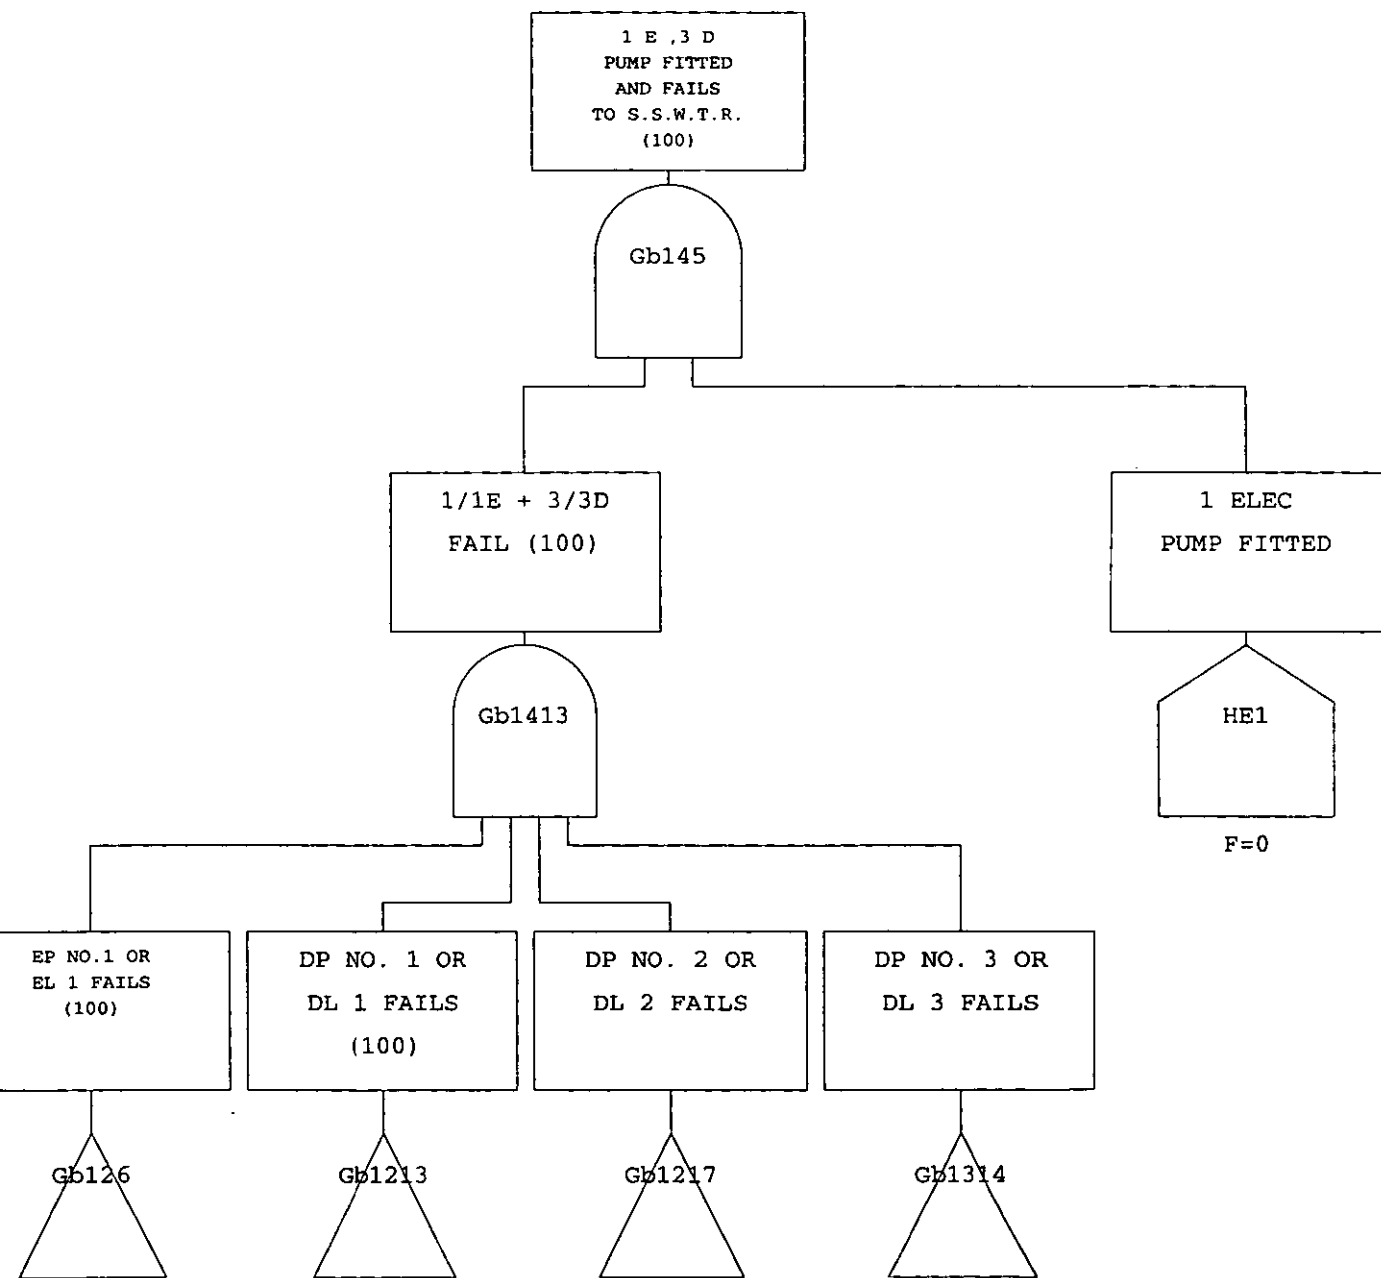 1 E ,3 D
PUMP FITTED
AND FAILS
TO S.S.W.T.R.
(100)
Gb145
1/1E + 3/3D
FAIL (100)
1 ELEC
PUMP FITTED
Gb1413
HE1
F=0
EP NO.1 OR
EL 1 FAILS
(100)
DP NO. 1 OR
DL 1 FAILS
(100)
DP NO. 2 OR
DL 2 FAILS
DP NO. 3 OR
DL 3 FAILS
Gb126
Gb1213
Gb1217
Gb1314